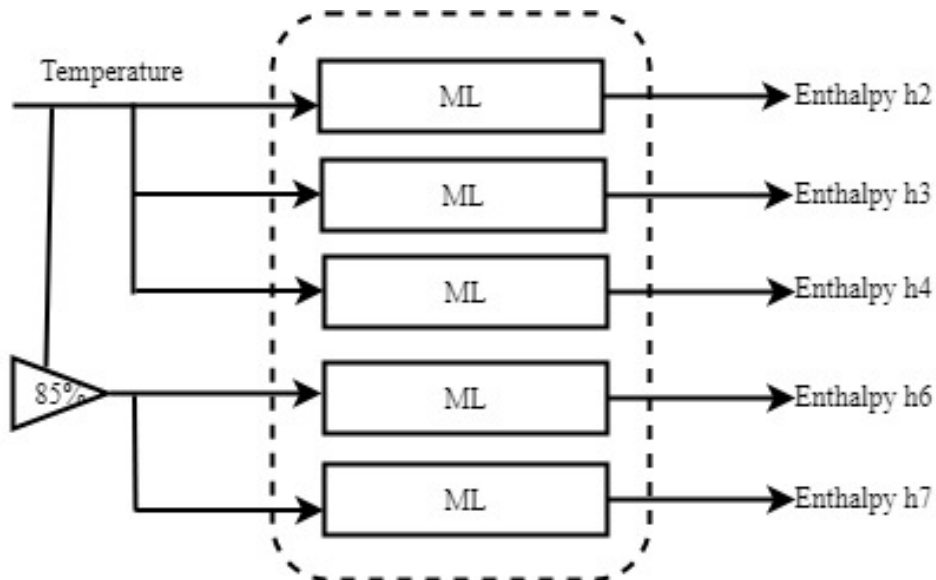 Temperature
ML
Enthalpy h2
ML
Enthalpy h3
ML
Enthalpy h4
85%
ML
Enthalpy h6
ML
Enthalpy h7